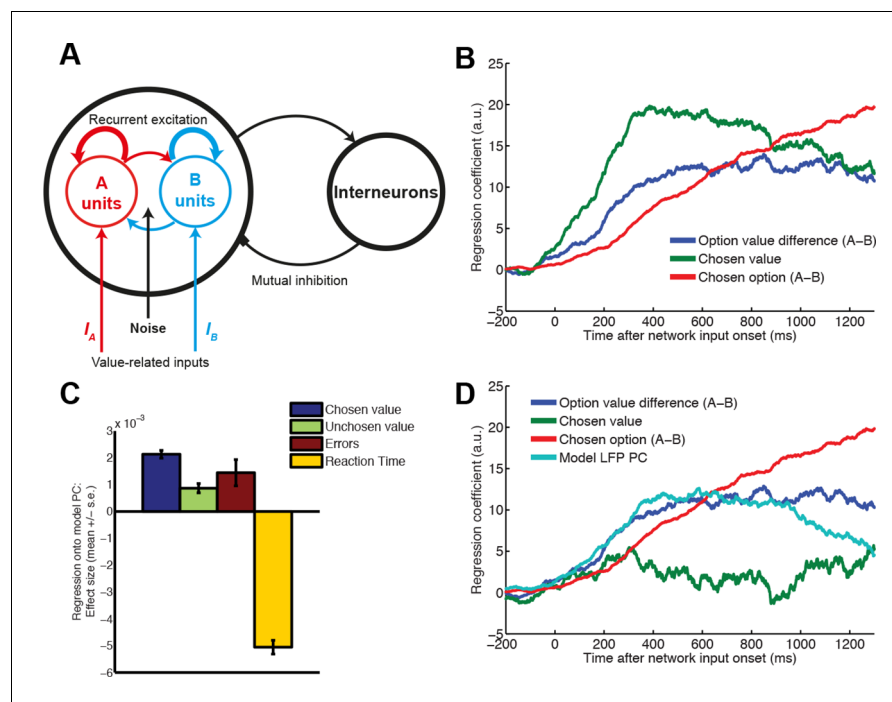 A
Recurrent excitation
A
units
B
units
Interneurons
Mutual inhibition
I_A
Noise
I_B
Value-related inputs
B
25
20
15
10
5
0
−5
Regression coefficient (a.u.)
Option value difference (A−B)
Chosen value
Chosen option (A−B)
−200 0 200 400 600 800 1000 1200
Time after network input onset (ms)
C
x 10⁻³
3
2
1
0
−1
−2
−3
−4
−5
−6
Regression onto model PC:
Effect size (mean +/− s.e.)
Chosen value
Unchosen value
Errors
Reaction Time
D
25
20
15
10
5
0
−5
Regression coefficient (a.u.)
Option value difference (A−B)
Chosen value
Chosen option (A−B)
Model LFP PC
−200 0 200 400 600 800 1000 1200
Time after network input onset (ms)